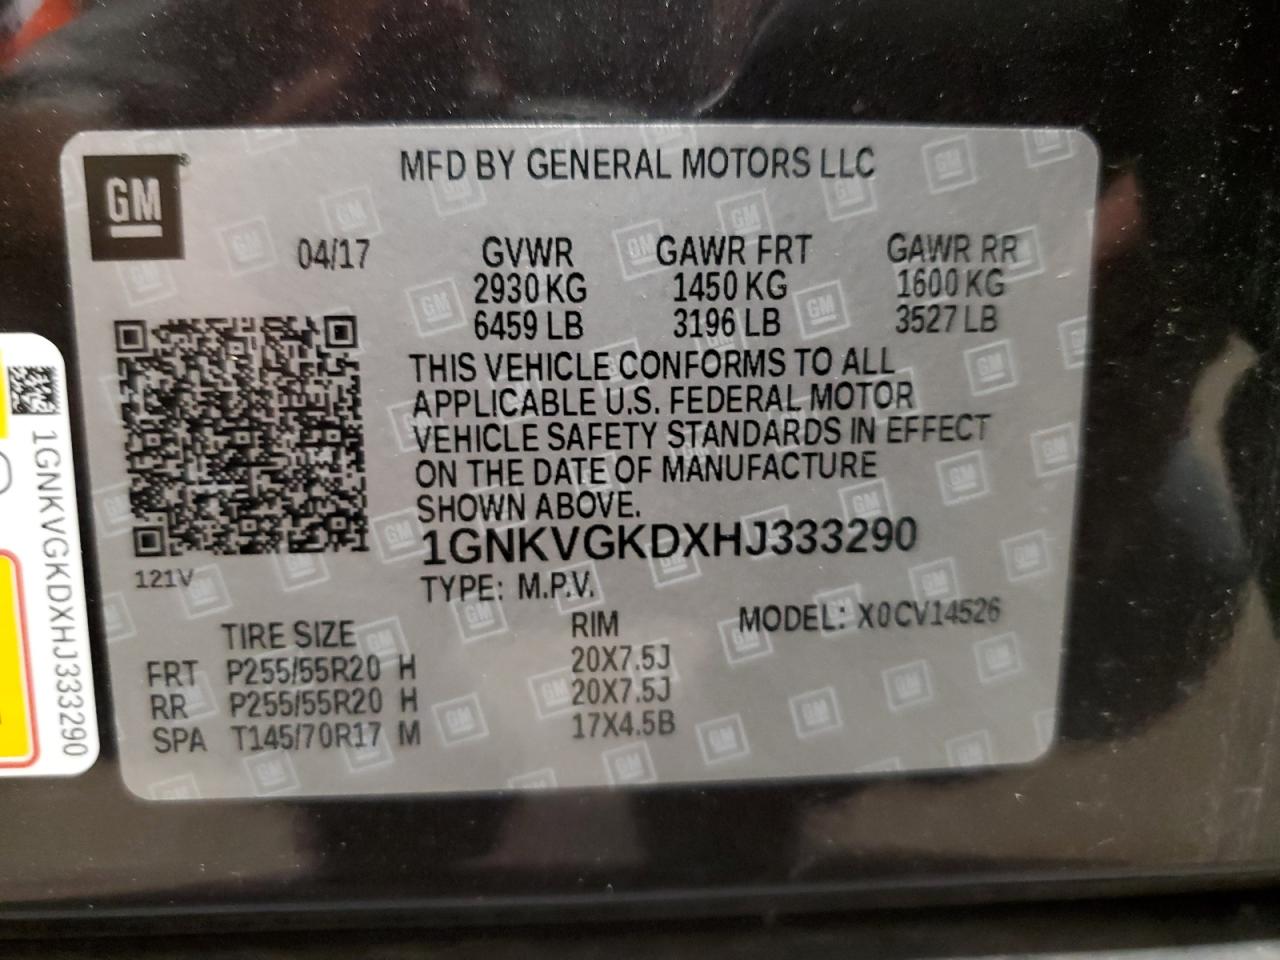 GM
MFD BY GENERAL MOTORS LLC
04/17 GVWR GAWR FRT GAWR RR
2930 KG 1450 KG 1600 KG
6459 LB 3196 LB 3527 LB
THIS VEHICLE CONFORMS TO ALL
APPLICABLE U.S. FEDERAL MOTOR
VEHICLE SAFETY STANDARDS IN EFFECT
ON THE DATE OF MANUFACTURE
SHOWN ABOVE.
1GNKVGKDXHJ333290
121V
TYPE: M.P.V.
MODEL: X0CV14526
TIRE SIZE RIM
FRT P255/55R20 H 20X7.5J
RR P255/55R20 H 20X7.5J
SPA T145/70R17 M 17X4.5B
1GNKVGKDXHJ333290